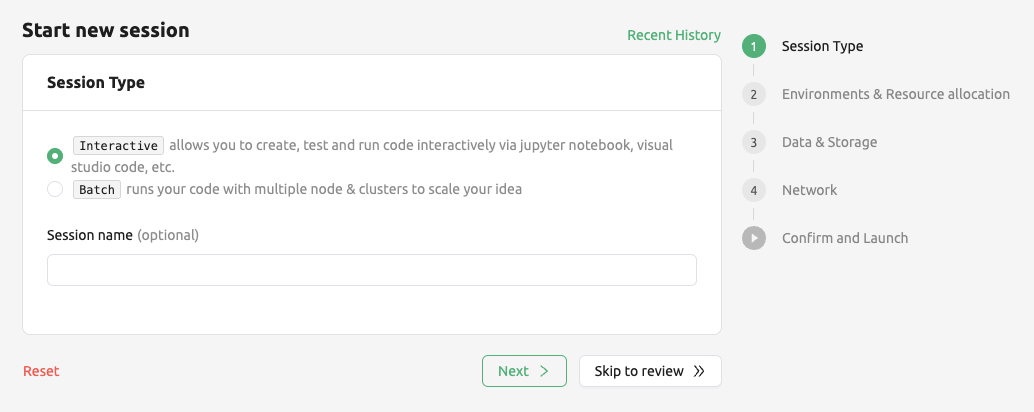 Start new session
Recent History
Session Type
Interactive allows you to create, test and run code interactively via jupyter notebook, visual
studio code, etc.
Batch runs your code with multiple node & clusters to scale your idea
Session name (optional)
Reset
Next
Skip to review
1 Session Type
2 Environments & Resource allocation
3 Data & Storage
4 Network
Confirm and Launch